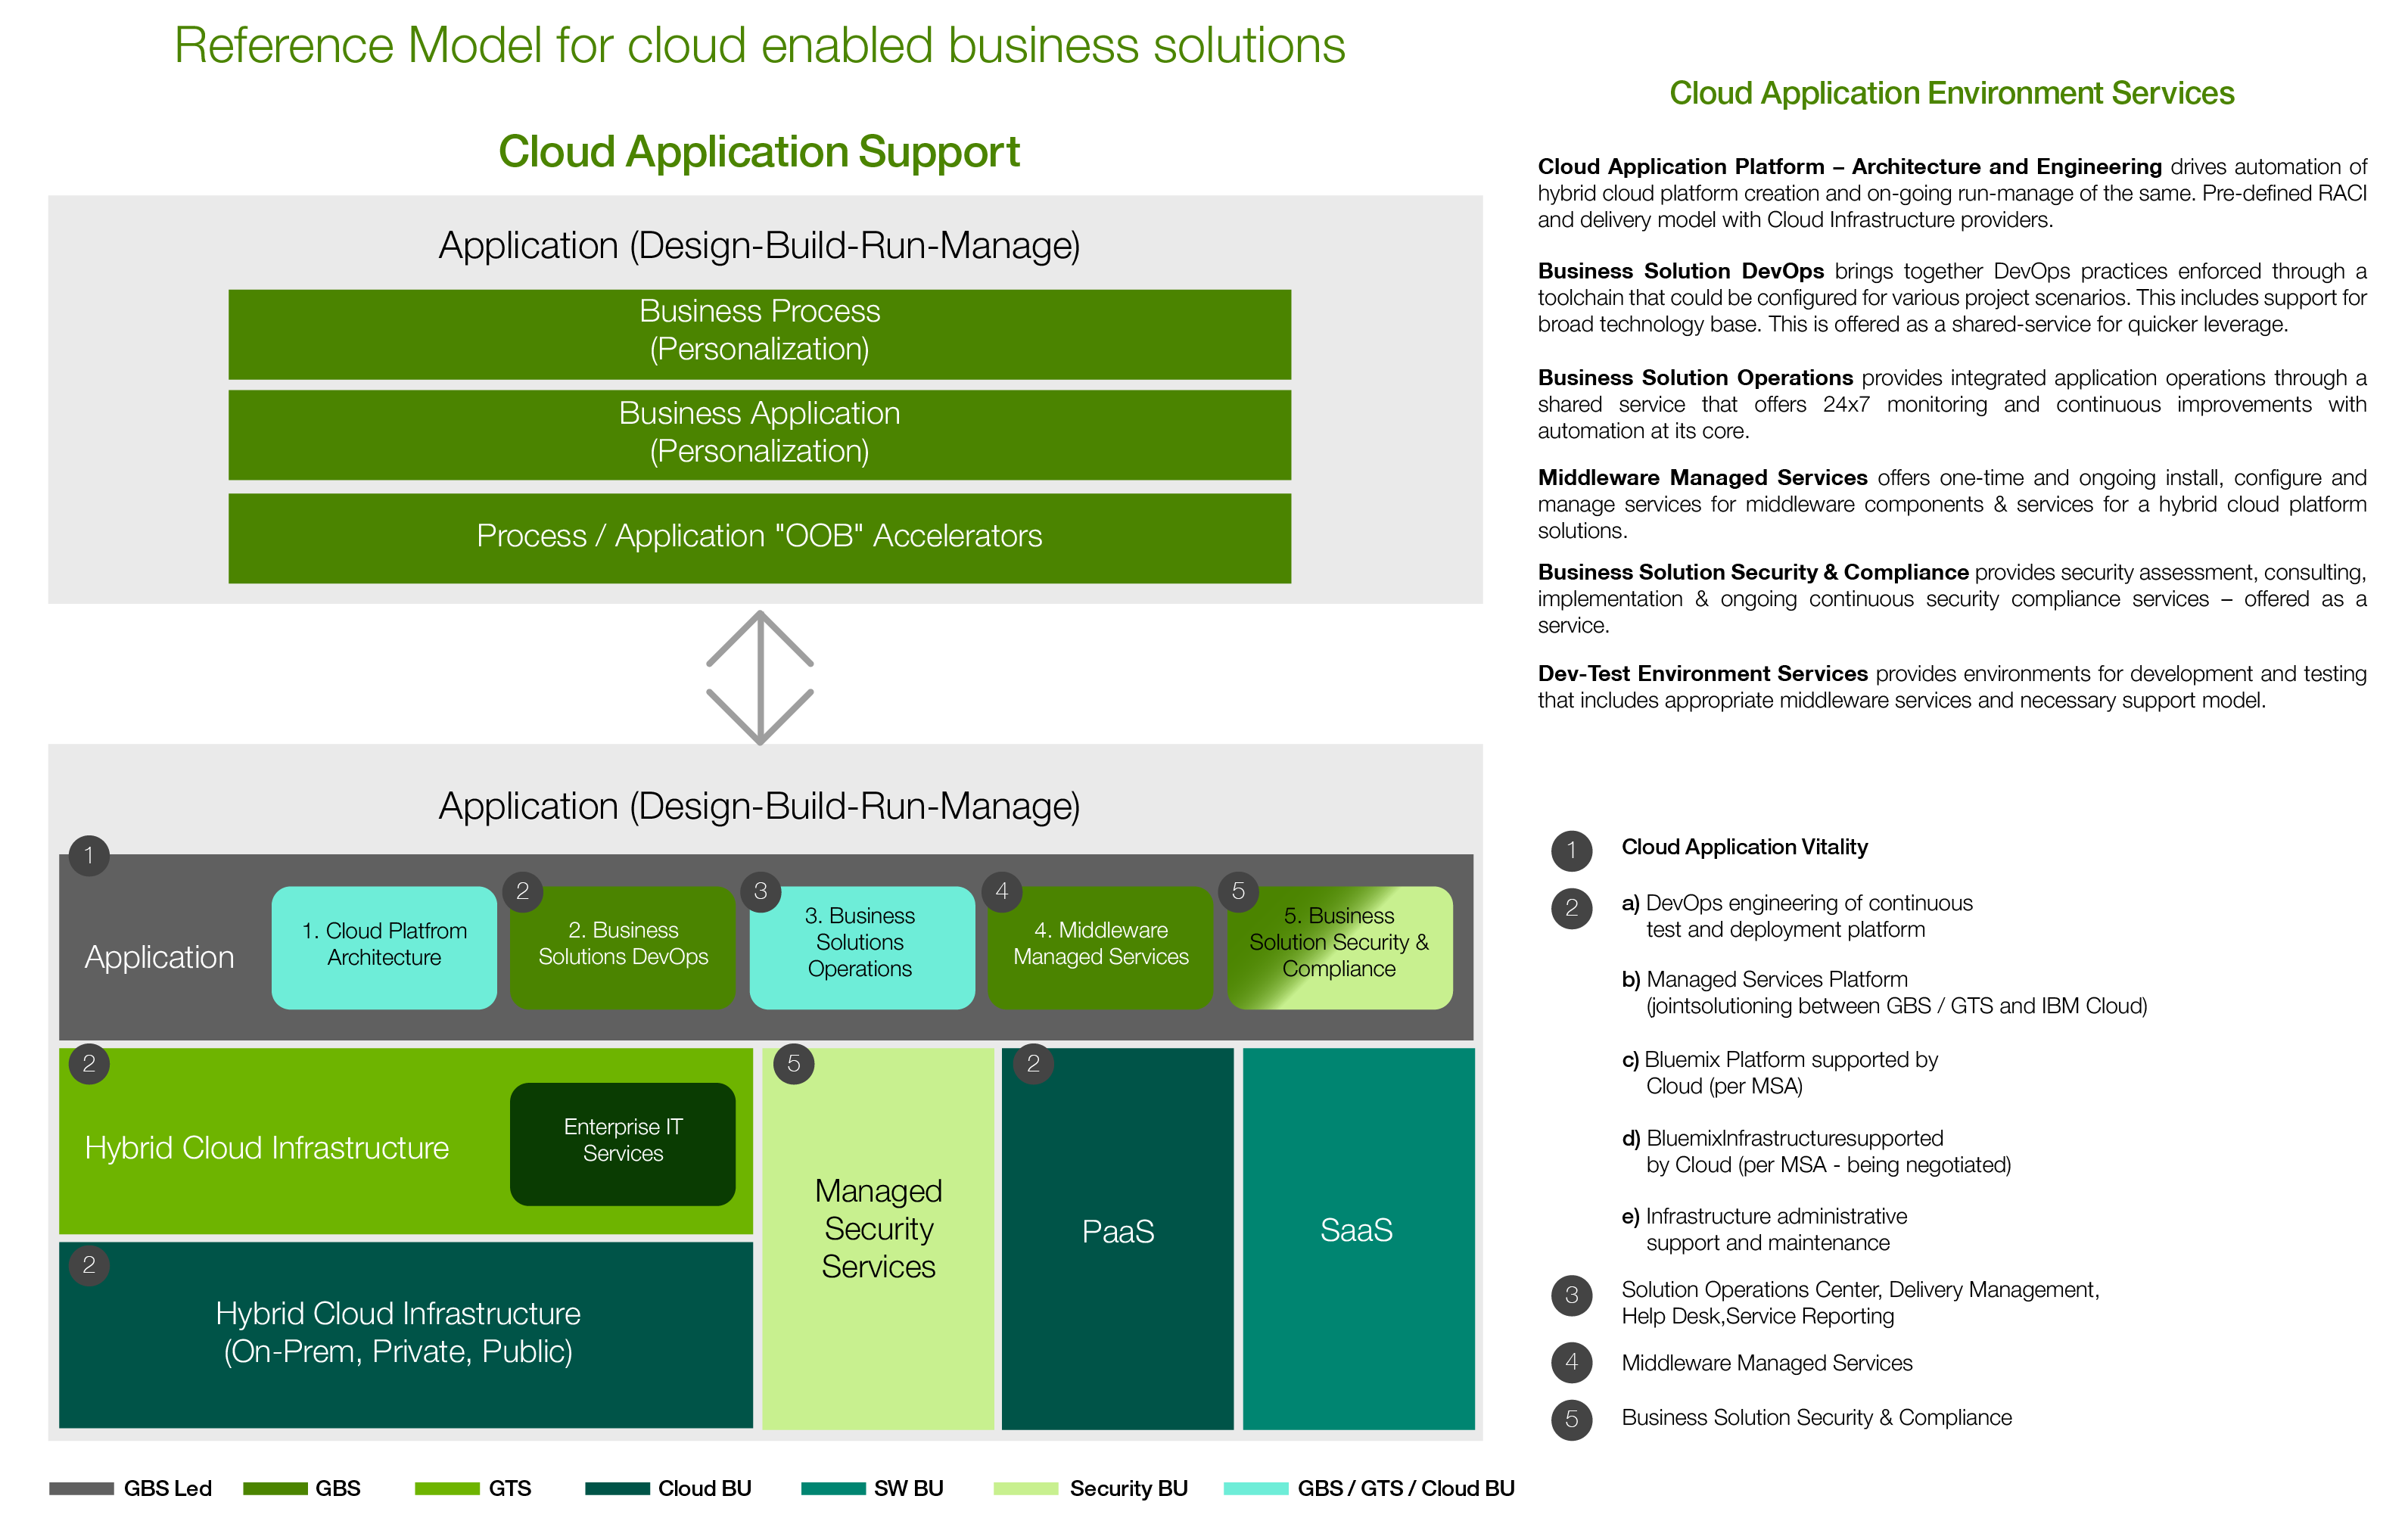 Reference Model for cloud enabled business solutions
Cloud Application Support
Application (Design-Build-Run-Manage)
Business Process
(Personalization)
Business Application
(Personalization)
Process / Application "OOB" Accelerators
Application (Design-Build-Run-Manage)
1
Application
1. Cloud Platfrom
Architecture
2
2. Business
Solutions DevOps
3
3. Business
Solutions
Operations
4
4. Middleware
Managed Services
5
5. Business
Solution Security &
Compliance
2
Hybrid Cloud Infrastructure
Enterprise IT
Services
2
Hybrid Cloud Infrastructure
(On-Prem, Private, Public)
5
Managed
Security
Services
2
PaaS
SaaS
GBS Led
GBS
GTS
Cloud BU
SW BU
Security BU
GBS / GTS / Cloud BU
Cloud Application Environment Services
Cloud Application Platform – Architecture and Engineering drives automation of
hybrid cloud platform creation and on-going run-manage of the same. Pre-defined RACI
and delivery model with Cloud Infrastructure providers.
Business Solution DevOps brings together DevOps practices enforced through a
toolchain that could be configured for various project scenarios. This includes support for
broad technology base. This is offered as a shared-service for quicker leverage.
Business Solution Operations provides integrated application operations through a
shared service that offers 24x7 monitoring and continuous improvements with
automation at its core.
Middleware Managed Services offers one-time and ongoing install, configure and
manage services for middleware components & services for a hybrid cloud platform
solutions.
Business Solution Security & Compliance provides security assessment, consulting,
implementation & ongoing continuous security compliance services – offered as a
service.
Dev-Test Environment Services provides environments for development and testing
that includes appropriate middleware services and necessary support model.
1
Cloud Application Vitality
2
a) DevOps engineering of continuous
test and deployment platform
b) Managed Services Platform
(jointsolutioning between GBS / GTS and IBM Cloud)
c) Bluemix Platform supported by
Cloud (per MSA)
d) BluemixInfrastructuresupported
by Cloud (per MSA - being negotiated)
e) Infrastructure administrative
support and maintenance
3
Solution Operations Center, Delivery Management,
Help Desk,Service Reporting
4
Middleware Managed Services
5
Business Solution Security & Compliance